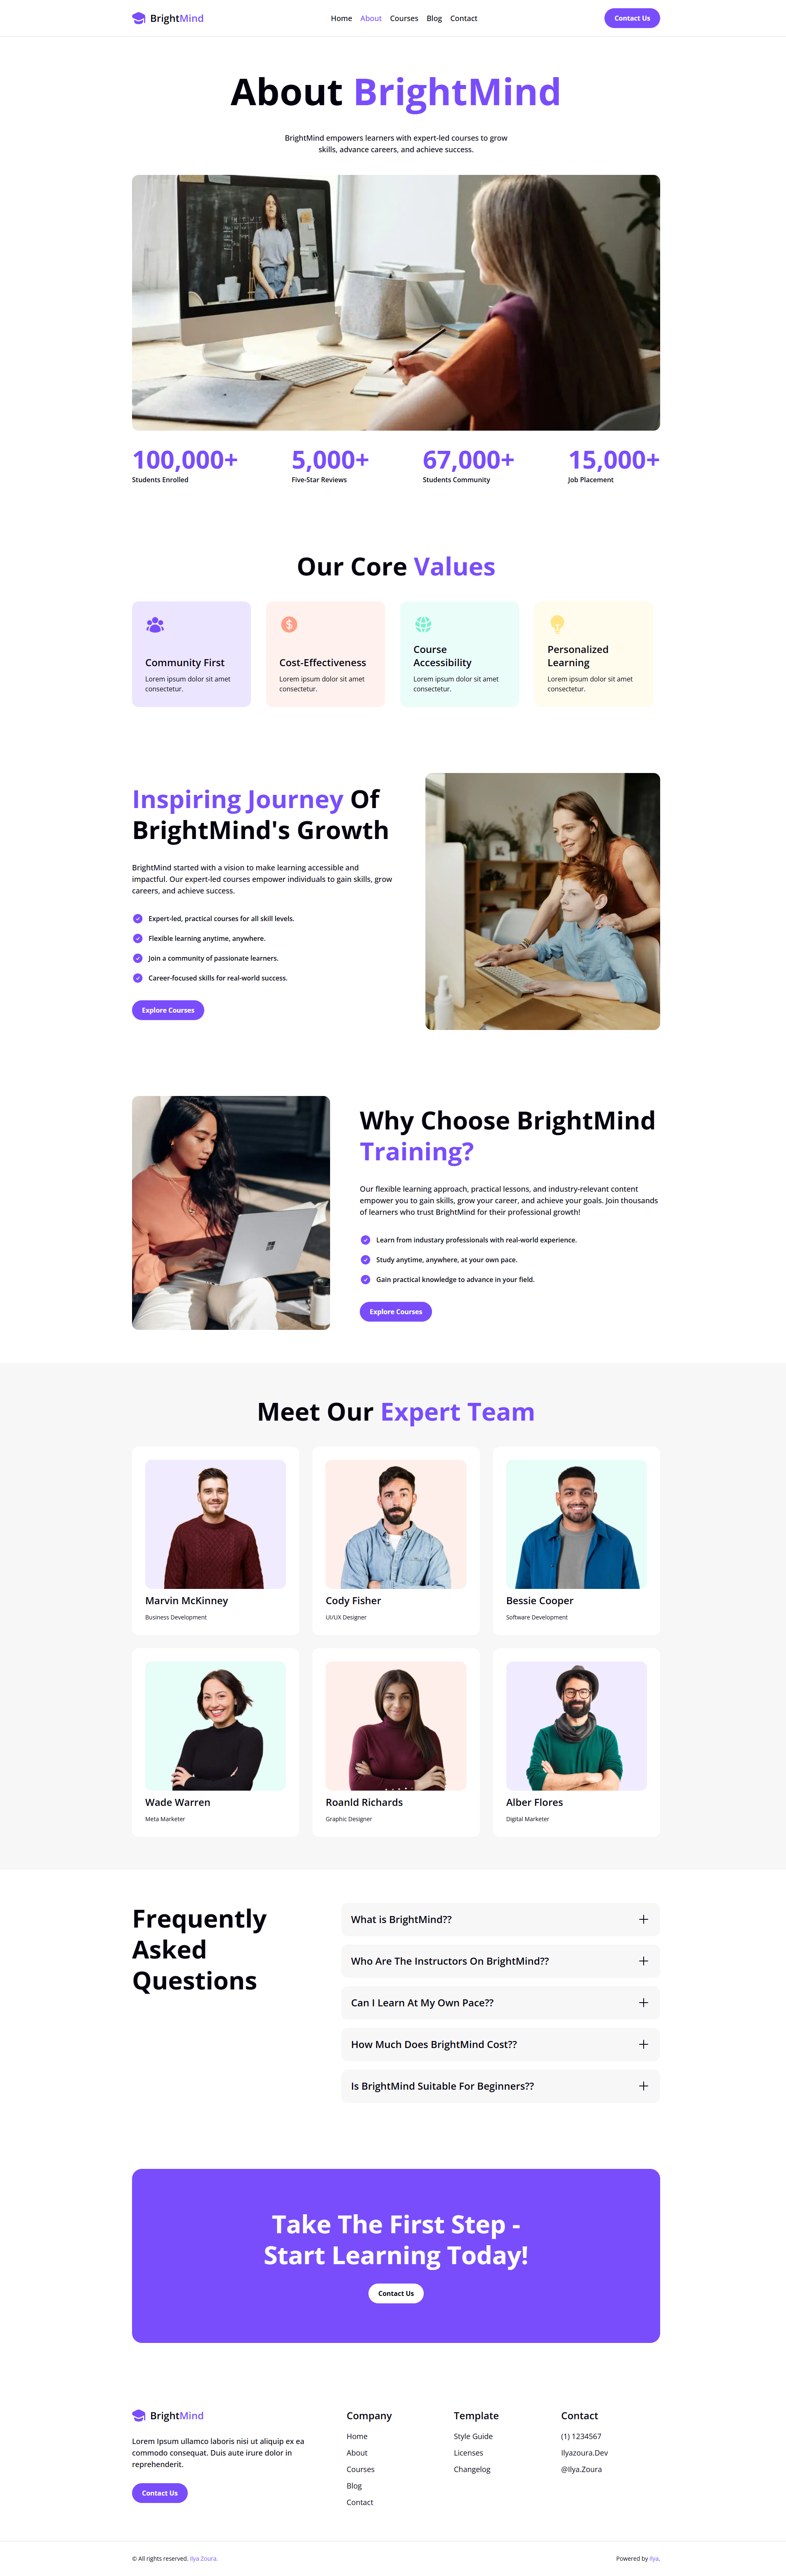 BrightMind
Home About Courses Blog Contact
Contact Us
About BrightMind
BrightMind empowers learners with expert-led courses to grow
skills, advance careers, and achieve success.
100,000+
Students Enrolled
5,000+
Five-Star Reviews
67,000+
Students Community
15,000+
Job Placement
Our Core Values
Community First
Lorem ipsum dolor sit amet
consectetur.
Cost-Effectiveness
Lorem ipsum dolor sit amet
consectetur.
Course
Accessibility
Lorem ipsum dolor sit amet
consectetur.
Personalized
Learning
Lorem ipsum dolor sit amet
consectetur.
Inspiring Journey Of
BrightMind's Growth
BrightMind started with a vision to make learning accessible and
impactful. Our expert-led courses empower individuals to gain skills, grow
careers, and achieve success.
Expert-led, practical courses for all skill levels.
Flexible learning anytime, anywhere.
Join a community of passionate learners.
Career-focused skills for real-world success.
Explore Courses
Why Choose BrightMind
Training?
Our flexible learning approach, practical lessons, and industry-relevant content
empower you to gain skills, grow your career, and achieve your goals. Join thousands
of learners who trust BrightMind for their professional growth!
Learn from industary professionals with real-world experience.
Study anytime, anywhere, at your own pace.
Gain practical knowledge to advance in your field.
Explore Courses
Meet Our Expert Team
Marvin McKinney
Business Development
Cody Fisher
UI/UX Designer
Bessie Cooper
Software Development
Wade Warren
Meta Marketer
Roanld Richards
Graphic Designer
Alber Flores
Digital Marketer
Frequently
Asked
Questions
What is BrightMind??
Who Are The Instructors On BrightMind??
Can I Learn At My Own Pace??
How Much Does BrightMind Cost??
Is BrightMind Suitable For Beginners??
Take The First Step -
Start Learning Today!
Contact Us
BrightMind
Lorem Ipsum ullamco laboris nisi ut aliquip ex ea
commodo consequat. Duis aute irure dolor in
reprehenderit.
Contact Us
Company
Home
About
Courses
Blog
Contact
Template
Style Guide
Licenses
Changelog
Contact
(1) 1234567
Ilyazoura.Dev
@Ilya.Zoura
© All rights reserved. Ilya Zoura.
Powered by Ilya.